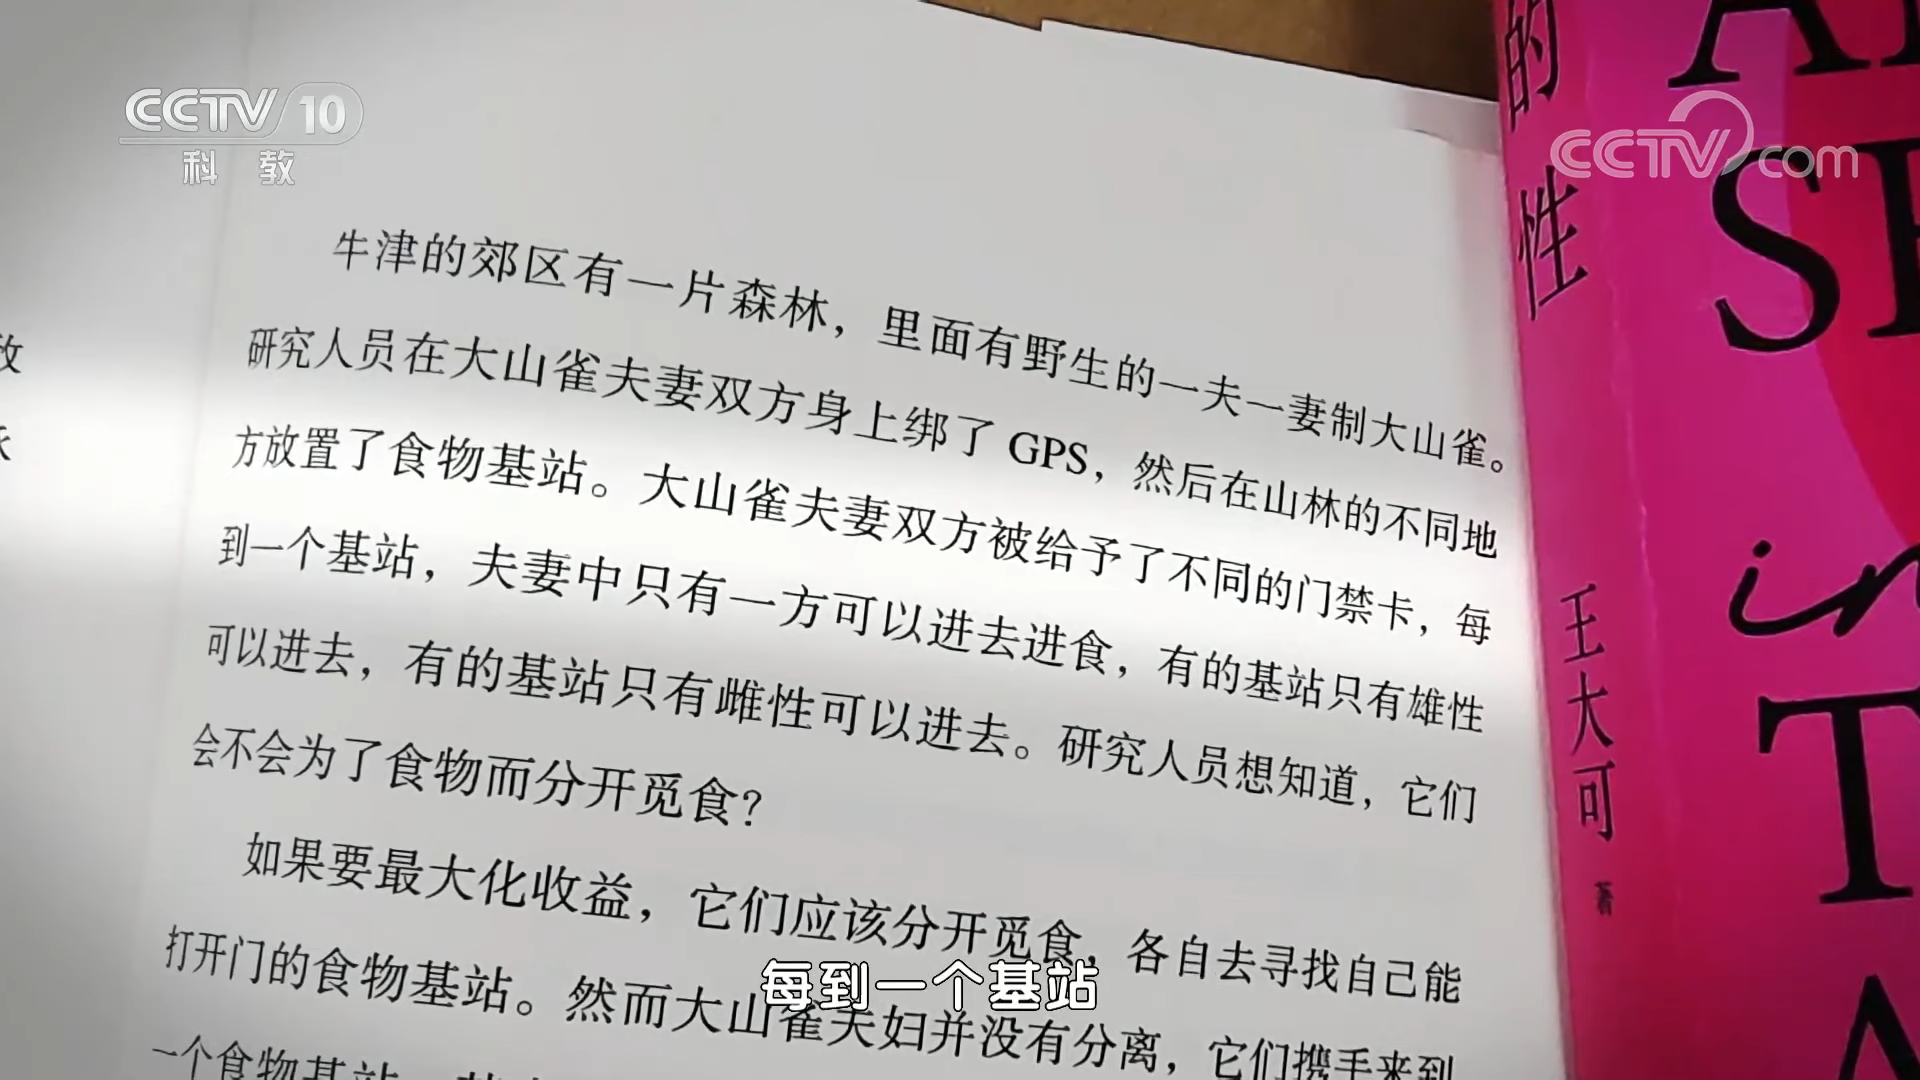 CCTV 10
科教
CCTV com
牛津的郊区有一片森林，里面有野生的一夫一妻制大山雀。
研究人员在大山雀夫妻双方身上绑了 GPS，然后在山林的不同地
方放置了食物基站。大山雀夫妻双方被给予了不同的门禁卡，每
到一个基站，夫妻中只有一方可以进去进食，有的基站只有雄性
可以进去，有的基站只有雌性可以进去。研究人员想知道，它们
会不会为了食物而分开觅食？
如果要最大化收益，它们应该分开觅食，各自去寻找自己能
打开门的食物基站。然而大山雀夫妇并没有分离，它们携手来到
一个食物基站
每到一个基站
的性
王大可 著
in
T